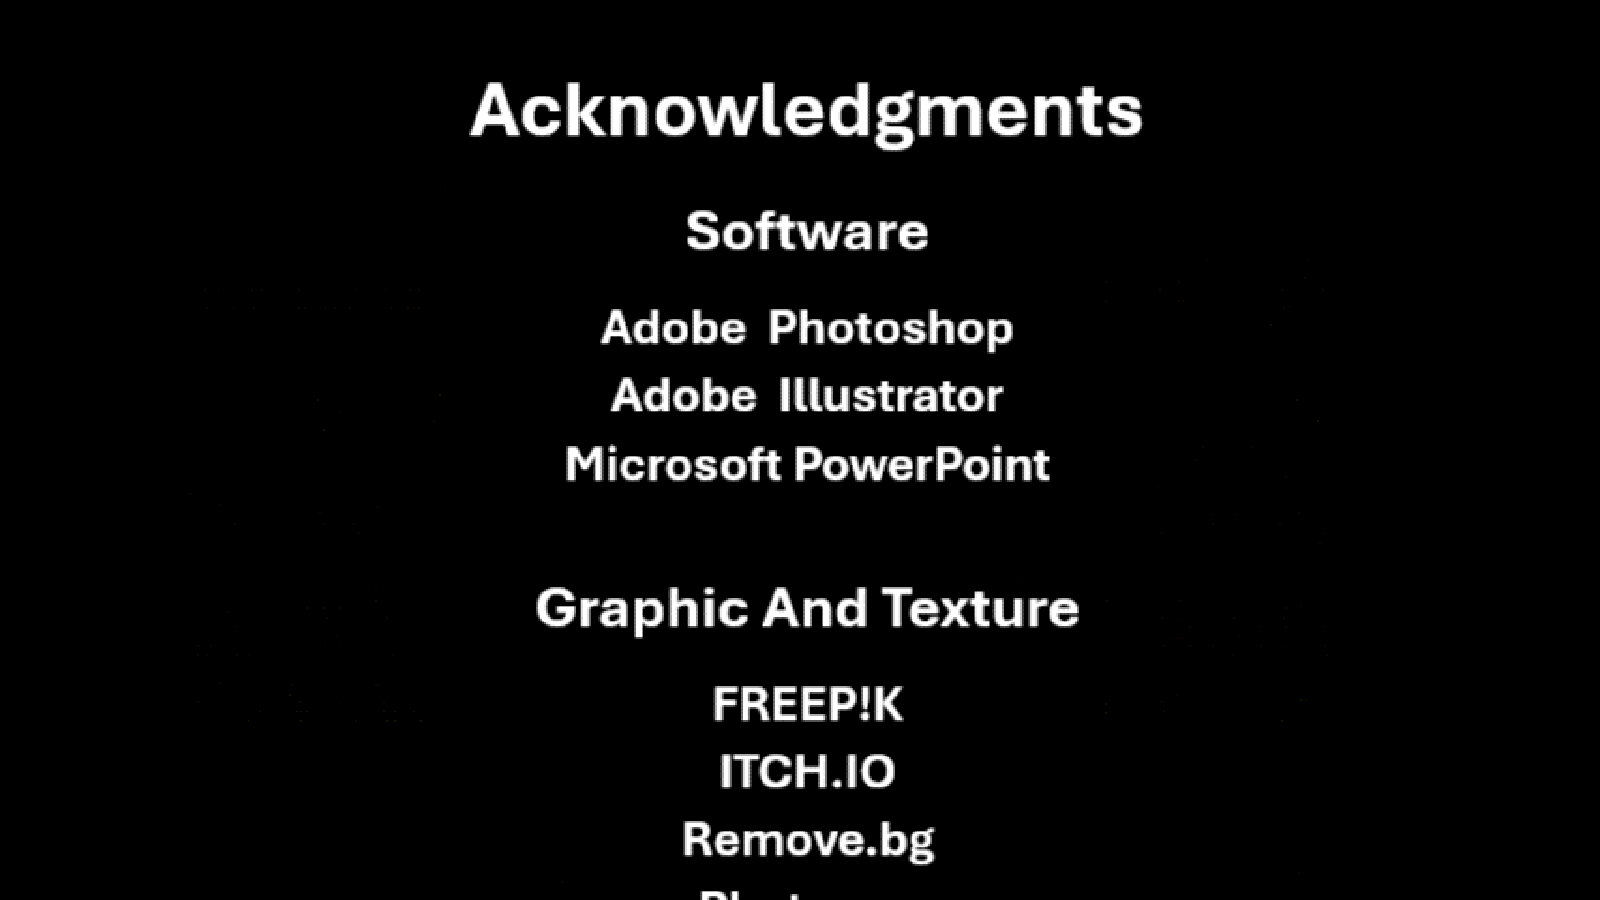 Acknowledgments
Software
Adobe Photoshop
Adobe Illustrator
Microsoft PowerPoint
Graphic And Texture
FREEP!K
ITCH.IO
Remove.bg